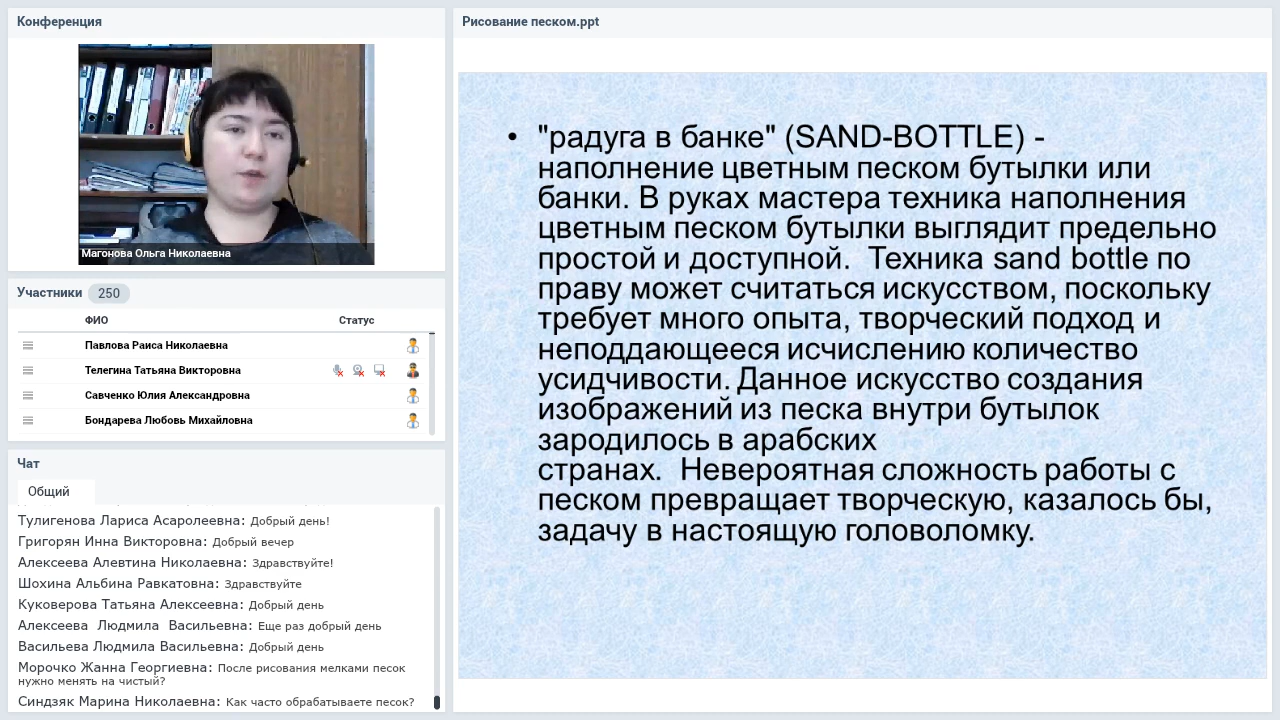 Конференция
Магонова Ольга Николаевна
Участники 250
ФИО Статус
Павлова Раиса Николаевна
Телегина Татьяна Викторовна
Савченко Юлия Александровна
Бондарева Любовь Михайловна
Чат
Общий
Тулигенова Лариса Асаролеевна: Добрый день!
Григорян Инна Викторовна: Добрый вечер
Алексеева Алевтина Николаевна: Здравствуйте!
Шохина Альбина Равкатовна: Здравствуйте
Куковерова Татьяна Алексеевна: Добрый день
Алексеева Людмила Васильевна: Еще раз добрый день
Васильева Людмила Васильевна: Добрый день
Морочко Жанна Георгиевна: После рисования мелками песок
нужно менять на чистый?
Синдзяк Марина Николаевна: Как часто обрабатываете песок?
Рисование песком.ppt
• "радуга в банке" (SAND-BOTTLE) -
наполнение цветным песком бутылки или
банки. В руках мастера техника наполнения
цветным песком бутылки выглядит предельно
простой и доступной. Техника sand bottle по
праву может считаться искусством, поскольку
требует много опыта, творческий подход и
неподдающееся исчислению количество
усидчивости. Данное искусство создания
изображений из песка внутри бутылок
зародилось в арабских
странах. Невероятная сложность работы с
песком превращает творческую, казалось бы,
задачу в настоящую головоломку.